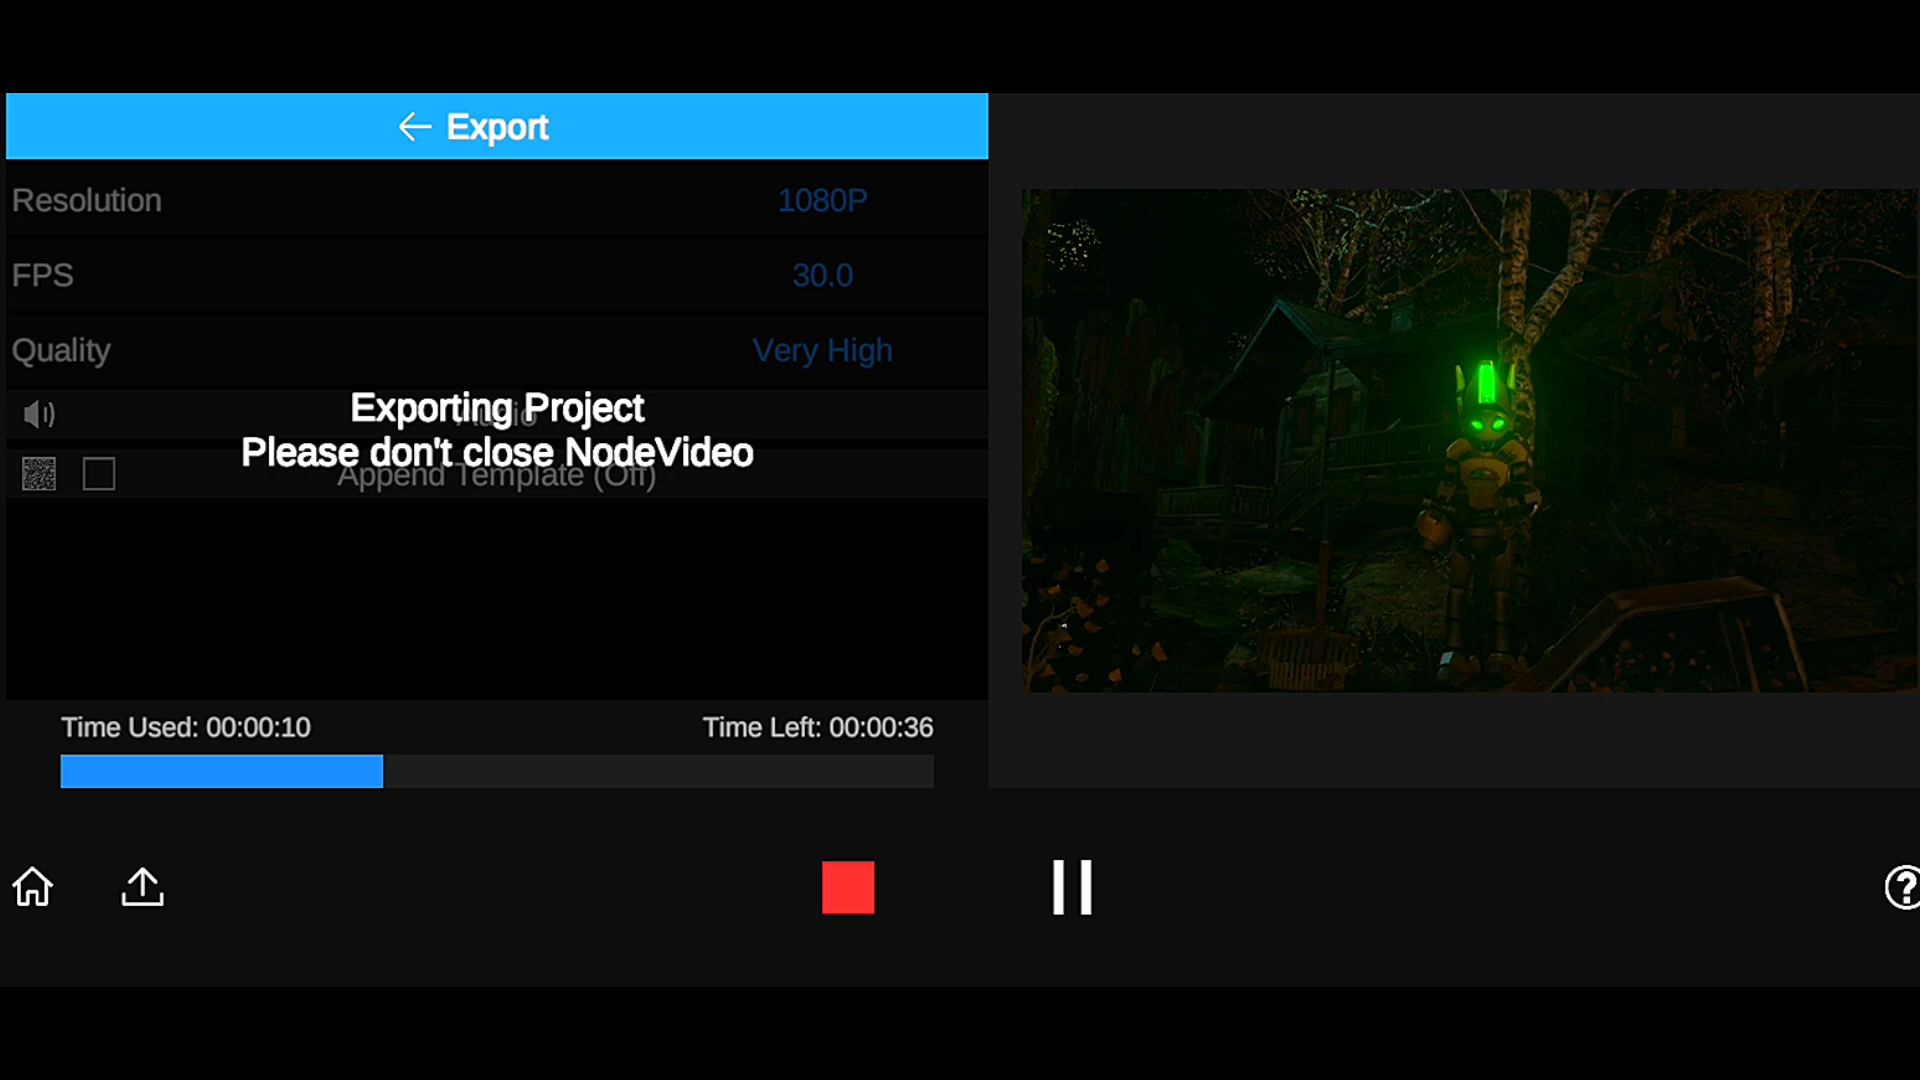 Export
Resolution 1080P
FPS 30.0
Quality Very High
Audio
Exporting Project
Please don't close NodeVideo
Append Template (Off)
Time Used: 00:00:10 Time Left: 00:00:36